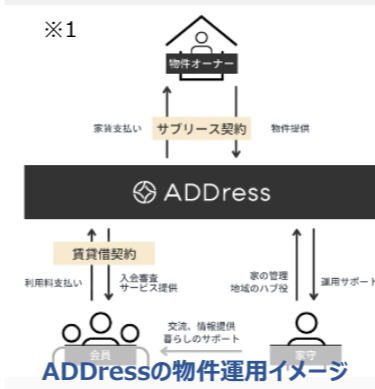 ※1
物件オーナー
家賃支払い
サブリース契約
物件提供
ADDress
賃貸借契約
利用料支払い
入会審査
サービス提供
家の管理
地域のハブ役
運用サポート
交流、情報提供
暮らしのサポート
会員
家守
ADDressの物件運用イメージ